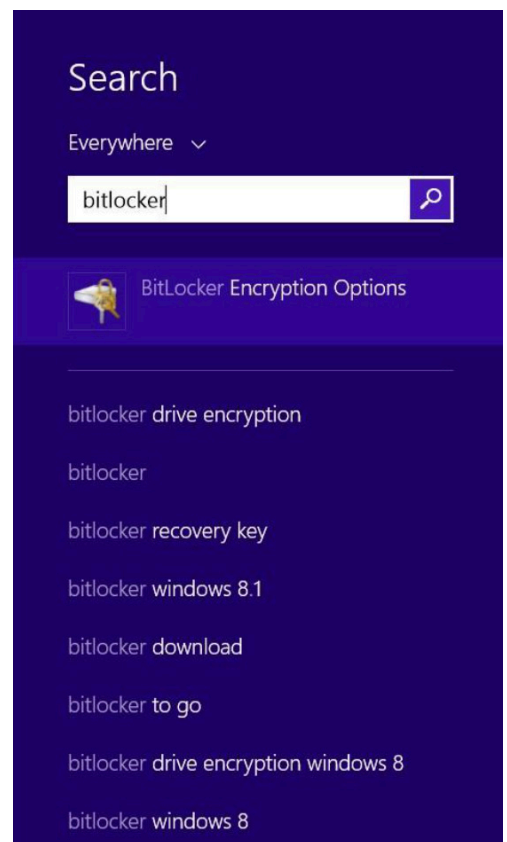 Search
Everywhere
bitlocker
BitLocker Encryption Options
bitlocker drive encryption
bitlocker
bitlocker recovery key
bitlocker windows 8.1
bitlocker download
bitlocker to go
bitlocker drive encryption windows 8
bitlocker windows 8